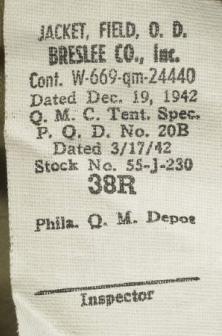 JACKET, FIELD, O. D.
BRESLEE CO., Inc.
Cont. W-669-qm-24440
Dated Dec. 19, 1942
Q. M. C. Tent. Spec.
P. Q. D. No. 20B
Dated 3/17/42
Stock No. 55-J-230
38R
Phila. Q. M. Depot
Inspector